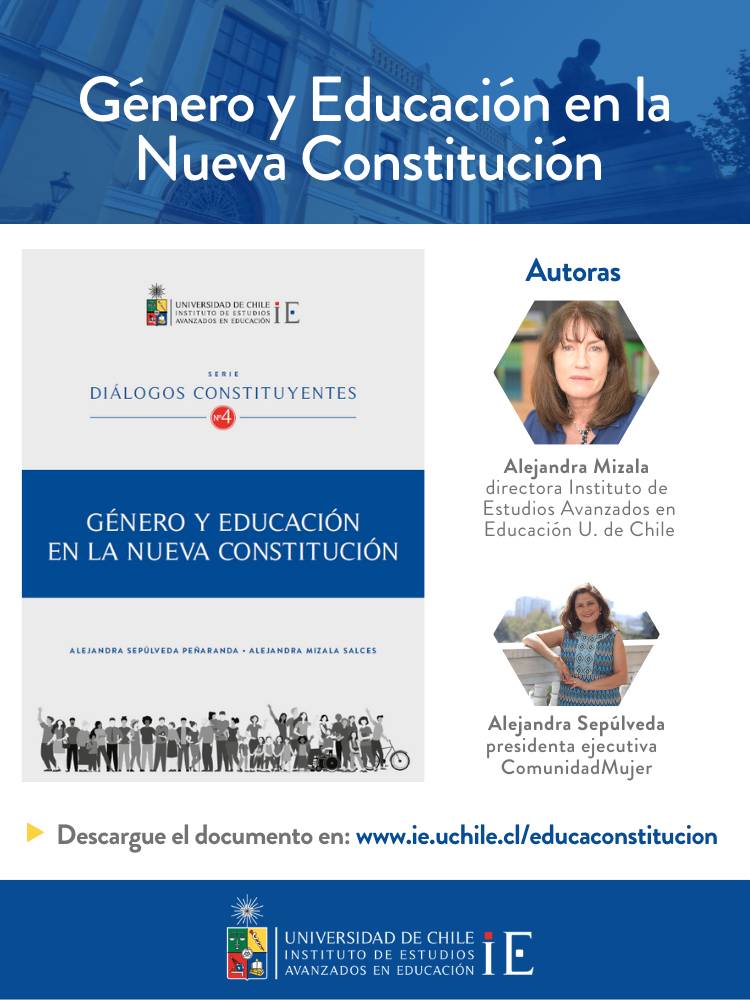 Género y Educación en la
Nueva Constitución
UNIVERSIDAD DE CHILE
INSTITUTO DE ESTUDIOS
AVANZADOS EN EDUCACIÓN
iE
SERIE
DIÁLOGOS CONSTITUYENTES
Nº4
GÉNERO Y EDUCACIÓN
EN LA NUEVA CONSTITUCIÓN
ALEJANDRA SEPÚLVEDA PEÑARANDA • ALEJANDRA MIZALA SALCES
Autoras
Alejandra Mizala
directora Instituto de
Estudios Avanzados en
Educación U. de Chile
Alejandra Sepúlveda
presidenta ejecutiva
ComunidadMujer
Descargue el documento en: www.ie.uchile.cl/educaconstitucion
UNIVERSIDAD DE CHILE
INSTITUTO DE ESTUDIOS
AVANZADOS EN EDUCACIÓN
iE